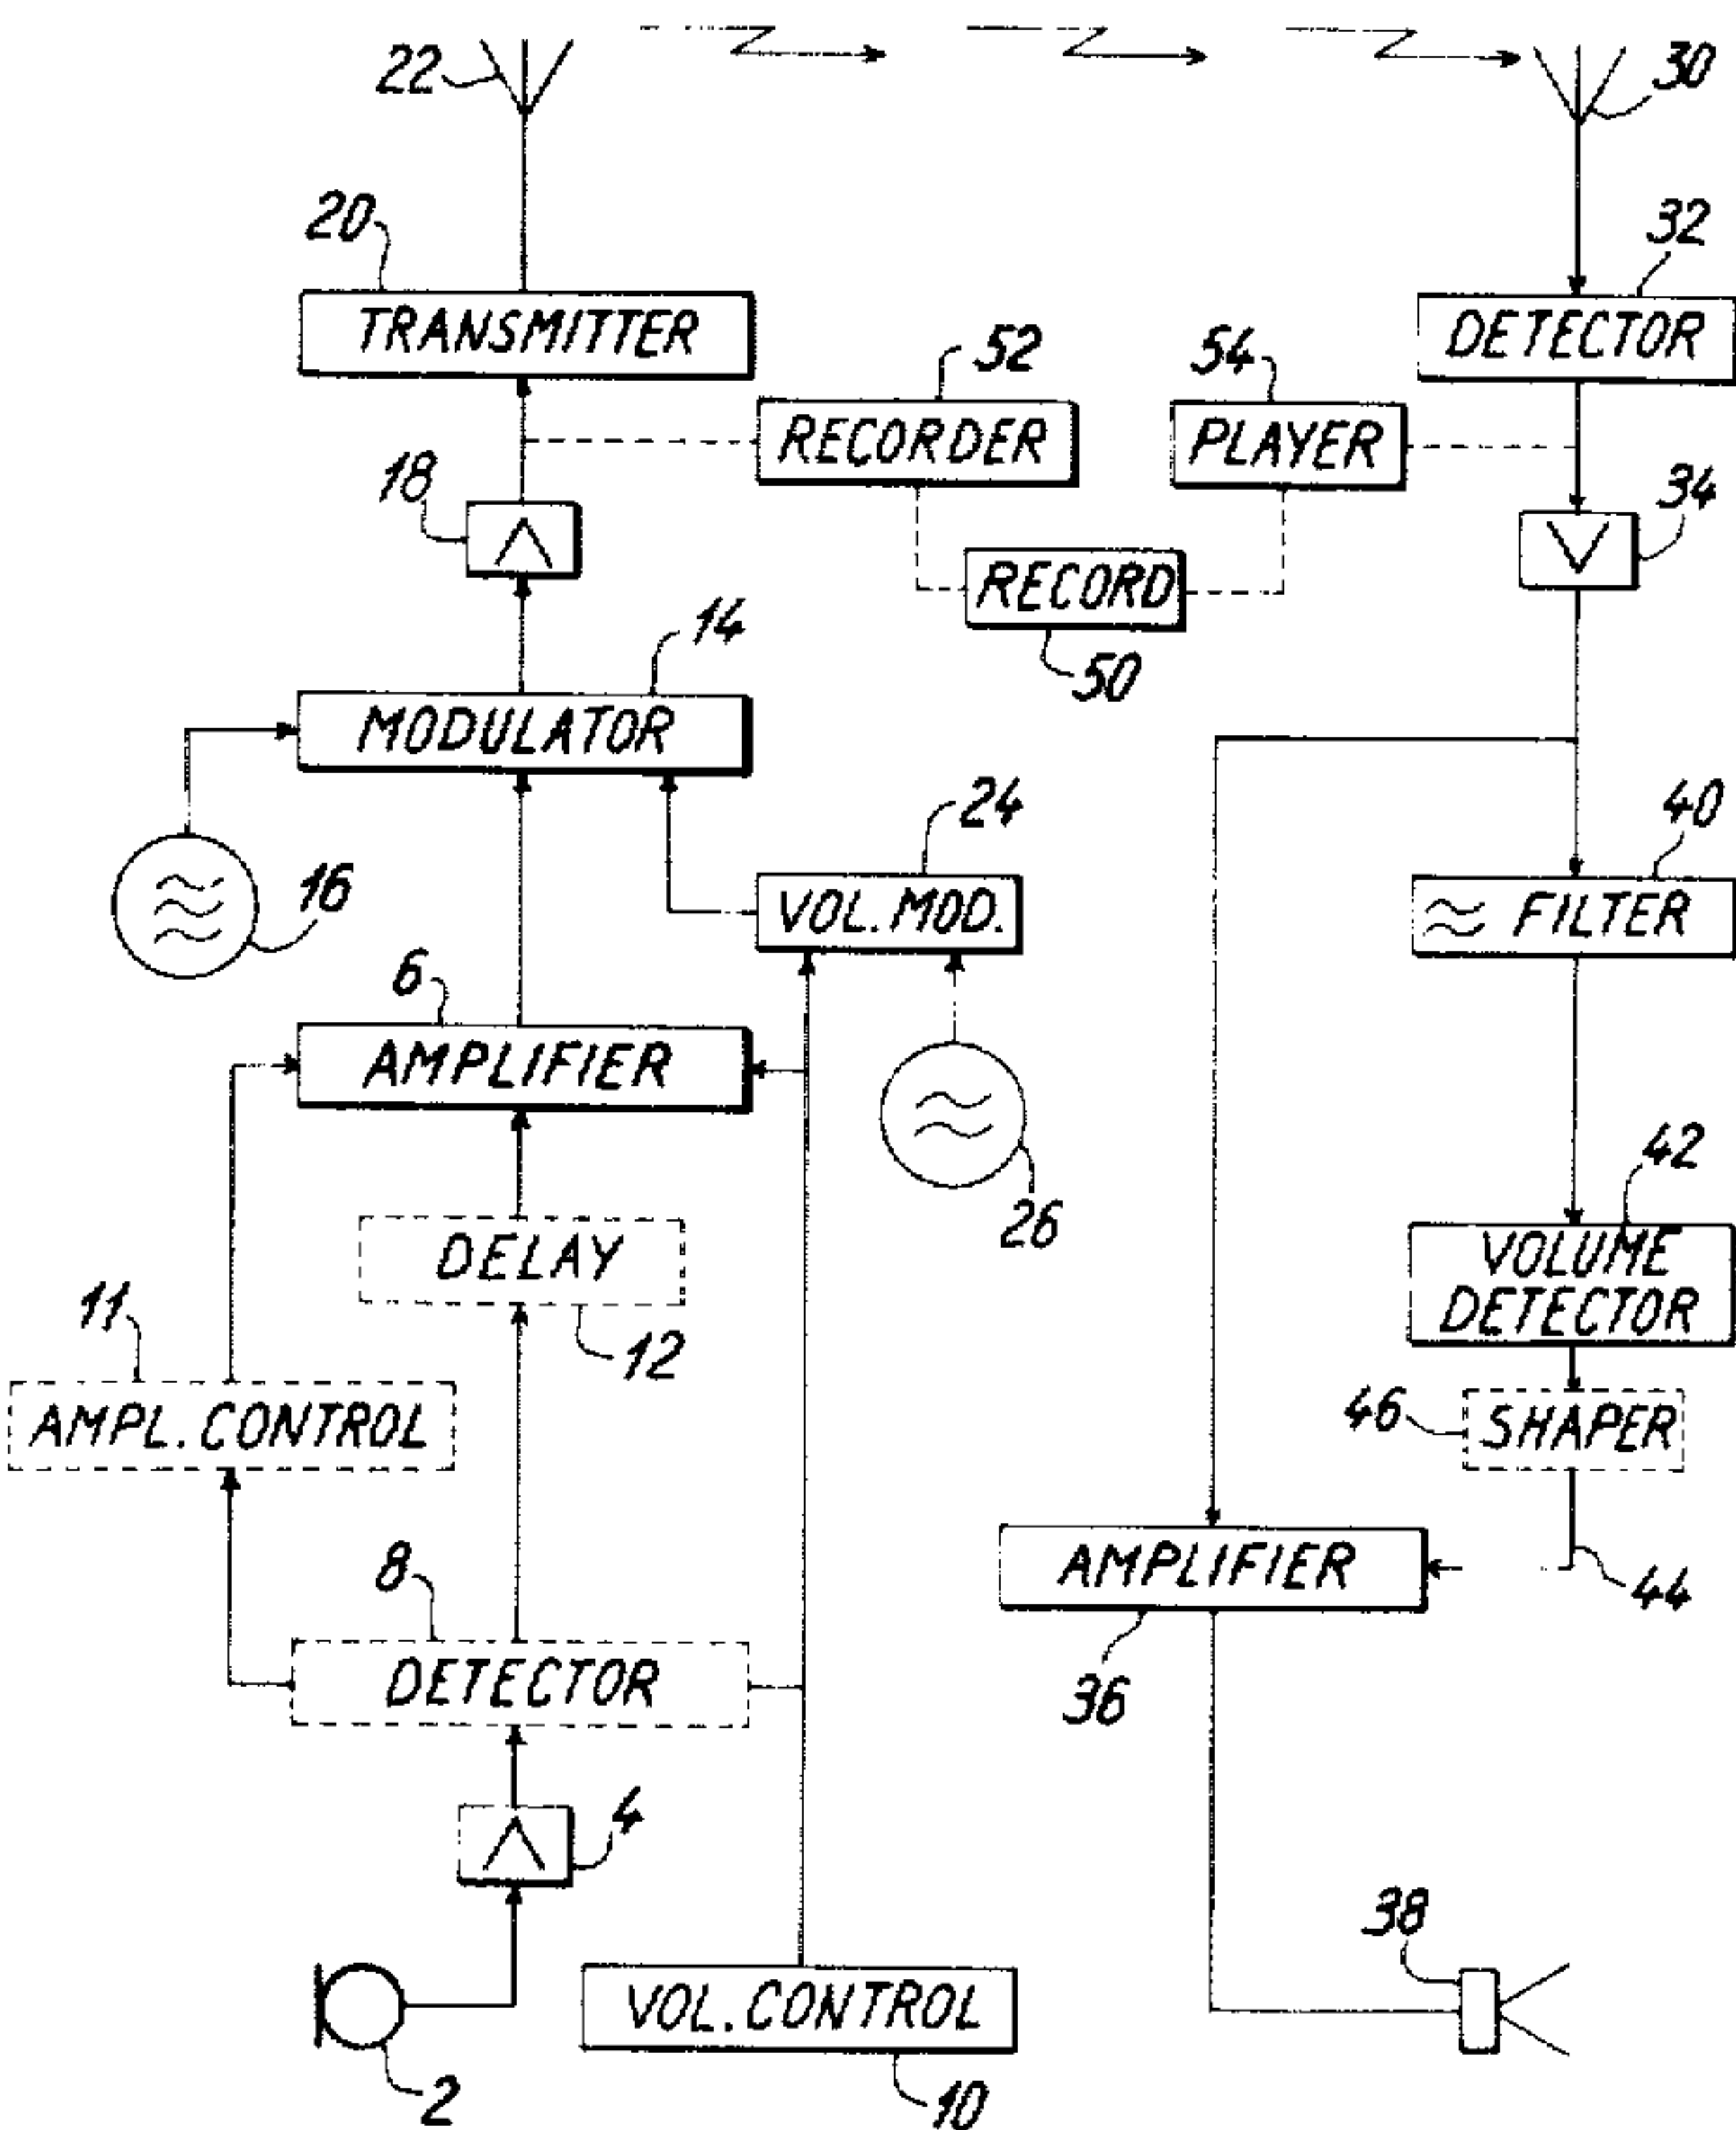 22
30
20
TRANSMITTER
32
DETECTOR
52
RECORDER
54
PLAYER
18
34
RECORD
50
14
MODULATOR
16
24
VOL. MOD.
40
FILTER
6
AMPLIFIER
26
DELAY
12
42
VOLUME
DETECTOR
11
AMPL. CONTROL
46
SHAPER
44
AMPLIFIER
36
8
DETECTOR
4
38
2
VOL. CONTROL
10